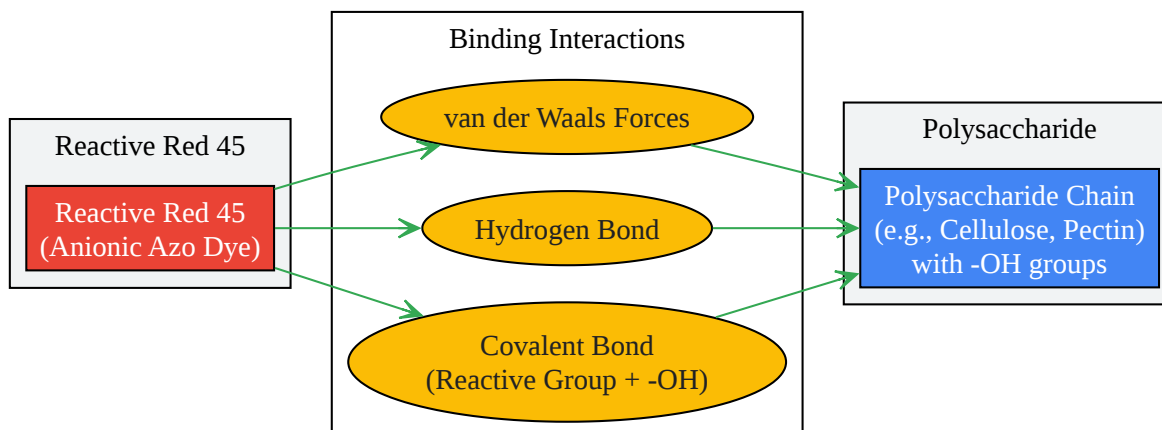 Reactive Red 45
Reactive Red 45
(Anionic Azo Dye)
Binding Interactions
van der Waals Forces
Hydrogen Bond
Covalent Bond
(Reactive Group + -OH)
Polysaccharide
Polysaccharide Chain
(e.g., Cellulose, Pectin)
with -OH groups